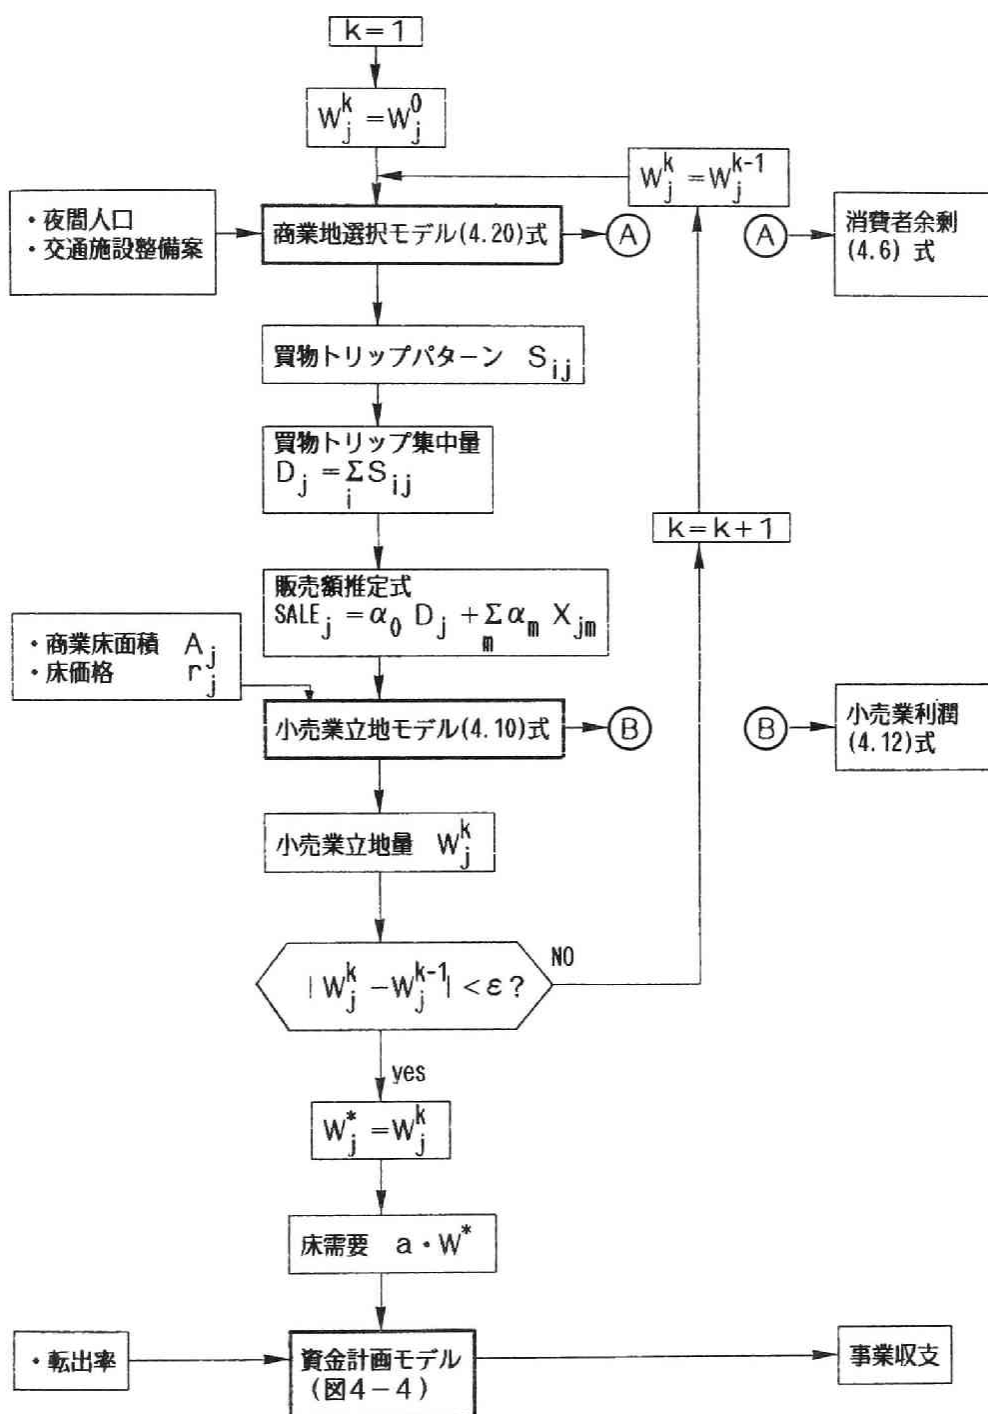 k=1
W_j^k=W_j^0
W_j^k=W_j^{k-1}
・夜間人口
・交通施設整備案
商業地選択モデル(4.20)式
A
A
消費者余剰
(4.6) 式
買物トリップパターン S_{ij}
買物トリップ集中量
D_j=Σ_i S_{ij}
k=k+1
販売額推定式
SALE_j=α_0 D_j+Σ_m α_m X_{jm}
・商業床面積 A_j
・床価格 r_j
小売業立地モデル(4.10)式
B
B
小売業利潤
(4.12)式
小売業立地量 W_j^k
NO
|W_j^k−W_j^{k-1}|<ε?
yes
W_j^*=W_j^k
床需要 a・W^*
・転出率
資金計画モデル
(図4−4)
事業収支